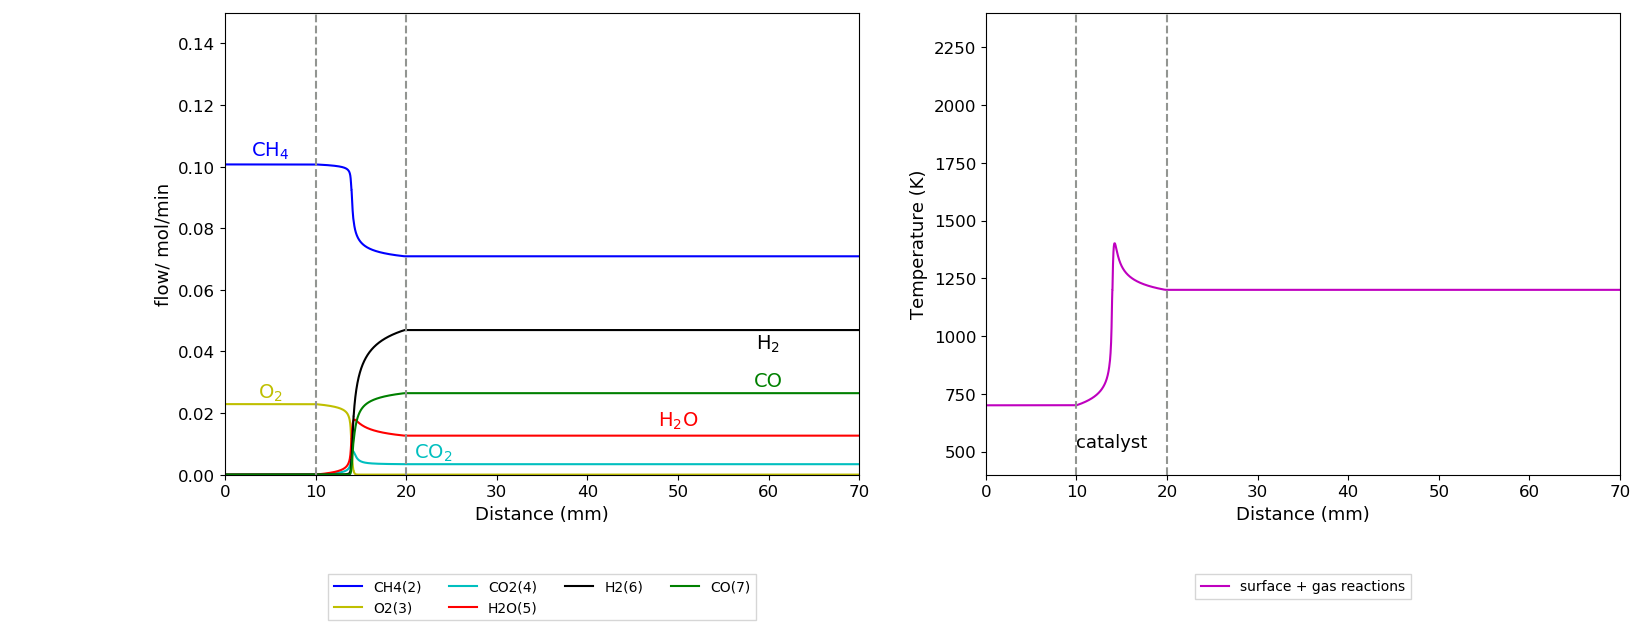 0.14
0.12
0.10
0.08
0.06
0.04
0.02
0.00
flow/ mol/min
CH₄
O₂
H₂
CO
H₂O
CO₂
0 10 20 30 40 50 60 70
Distance (mm)
CH4(2) CO2(4) H2(6) CO(7)
O2(3) H2O(5)
2250
2000
1750
1500
1250
1000
750
500
Temperature (K)
catalyst
0 10 20 30 40 50 60 70
Distance (mm)
surface + gas reactions